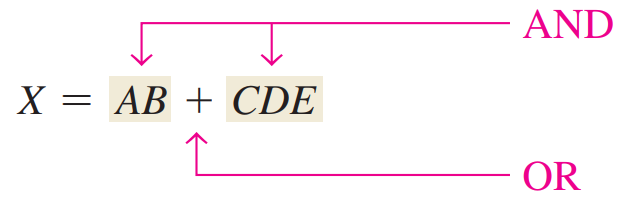 AND
X = AB + CDE
OR